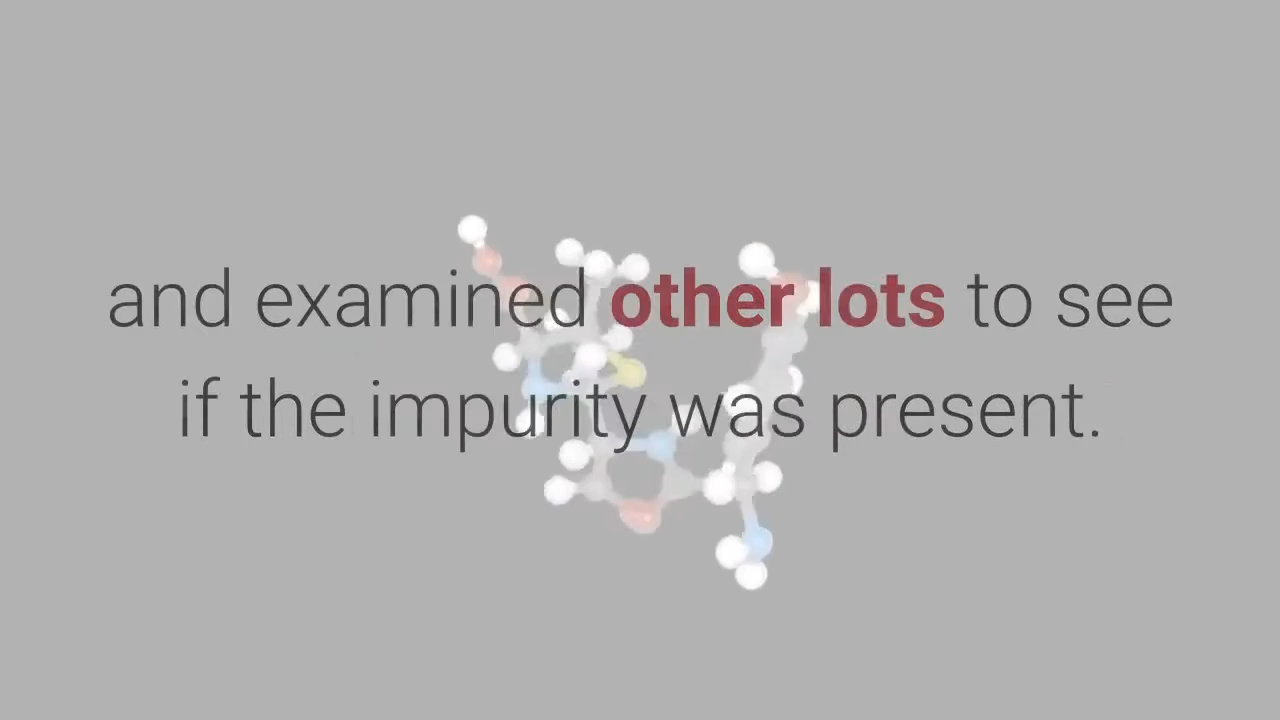 and examined other lots to see
if the impurity was present.